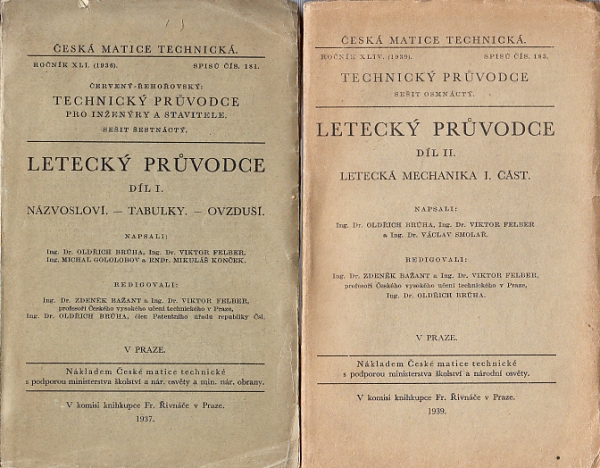 ČESKÁ MATICE TECHNICKÁ.
ROČNÍK XLI. (1936). SPISŮ ČÍS. 181.
ČERVENÝ-ŘEHOŘOVSKÝ:
TECHNICKÝ PRŮVODCE
PRO INŽENÝRY A STAVITELE.
SEŠIT ŠESTNÁCTÝ.
LETECKÝ PRŮVODCE
DÍL I.
NÁZVOSLOVÍ. — TABULKY. — OVZDUŠÍ.
NAPSALI:
Ing. Dr. OLDŘICH BRŮHA, Ing. Dr. VIKTOR FELBER,
Ing. MICHAL GOLOLOBOV a RNDr. MIKULÁŠ KONČEK.
REDIGOVALI:
Ing. Dr. ZDENĚK BAŽANT a Ing. Dr. VIKTOR FELBER,
profesoři Českého vysokého učení technického v Praze,
Ing. Dr. OLDŘICH BRŮHA, člen Patentního úřadu republiky Čsl.
V PRAZE.
Nákladem České matice technické
s podporou ministerstva školství a nár. osvěty a min. nár. obrany.
V komisi knihkupce Fr. Řivnáče v Praze.
1937.
ČESKÁ MATICE TECHNICKÁ.
ROČNÍK XLIV. (1939). SPISŮ ČÍS. 193.
TECHNICKÝ PRŮVODCE
SEŠIT OSMNÁCTÝ.
LETECKÝ PRŮVODCE
DÍL II.
LETECKÁ MECHANIKA I. ČÁST.
NAPSALI:
Ing. Dr. OLDŘICH BRŮHA, Ing. Dr. VIKTOR FELBER
a Ing. Dr. VÁCLAV SMOLAŘ.
REDIGOVALI:
Ing. Dr. ZDENĚK BAŽANT a Ing. Dr. VIKTOR FELBER,
profesoři Českého vysokého učení technického v Praze,
Ing. Dr. OLDŘICH BRŮHA.
V PRAZE.
Nákladem České matice technické
s podporou ministerstva školství a národní osvěty.
V komisi knihkupce Fr. Řivnáče v Praze.
1939.